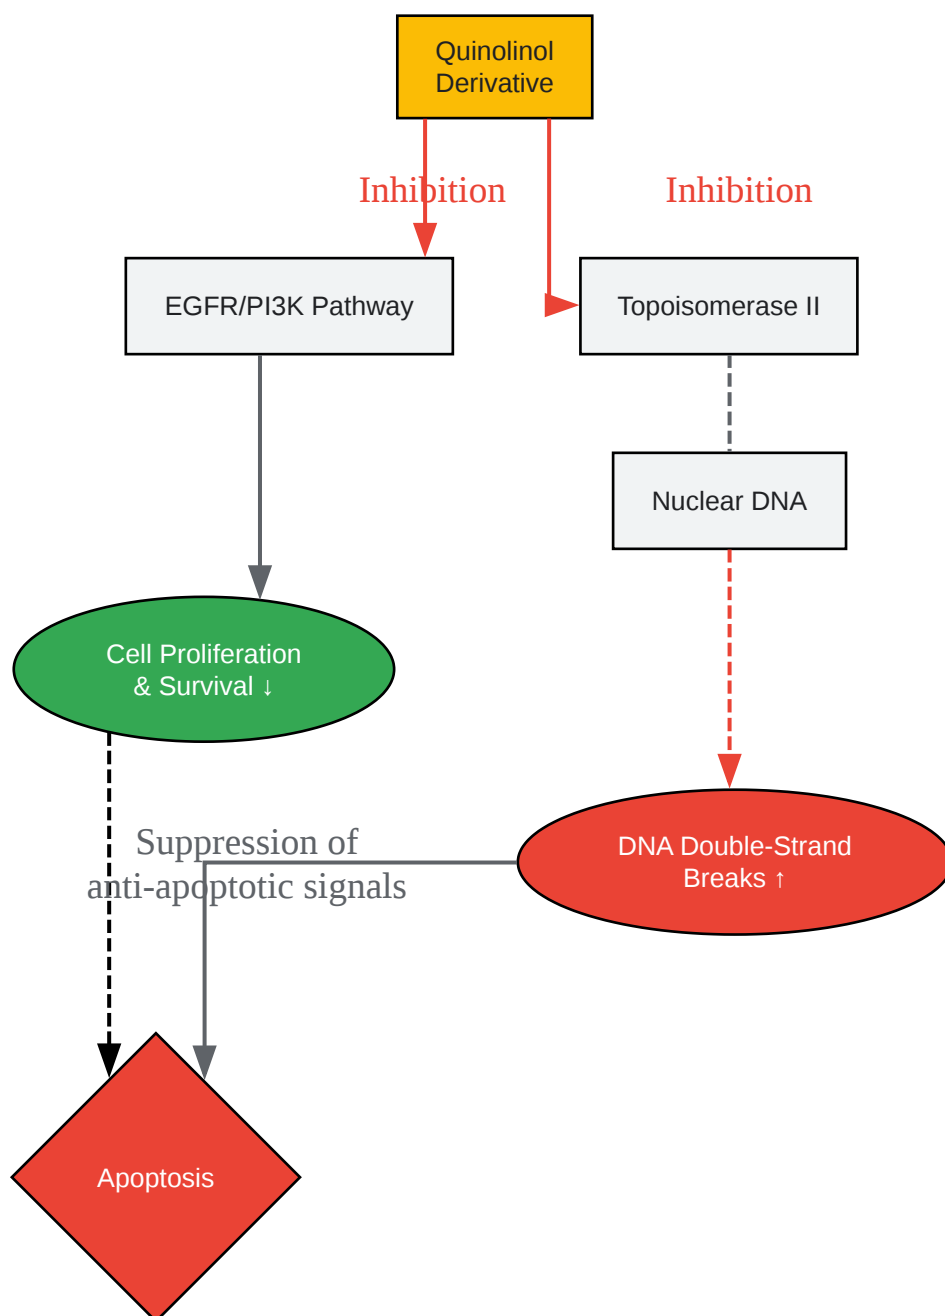 Quinolinol
Derivative
Inhibition
Inhibition
EGFR/PI3K Pathway
Topoisomerase II
Nuclear DNA
Cell Proliferation
& Survival ↓
Suppression of
anti-apoptotic signals
DNA Double-Strand
Breaks ↑
Apoptosis